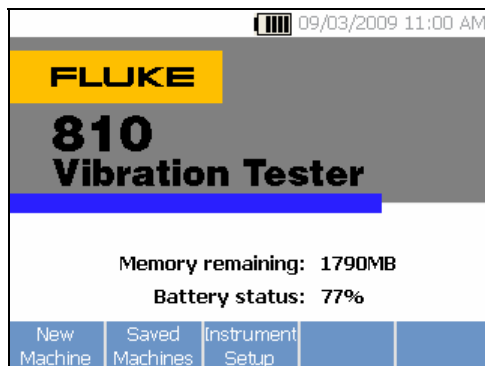 09/03/2009 11:00 AM
FLUKE
810
Vibration Tester
Memory remaining: 1790MB
Battery status: 77%
New Machine
Saved Machines
Instrument Setup